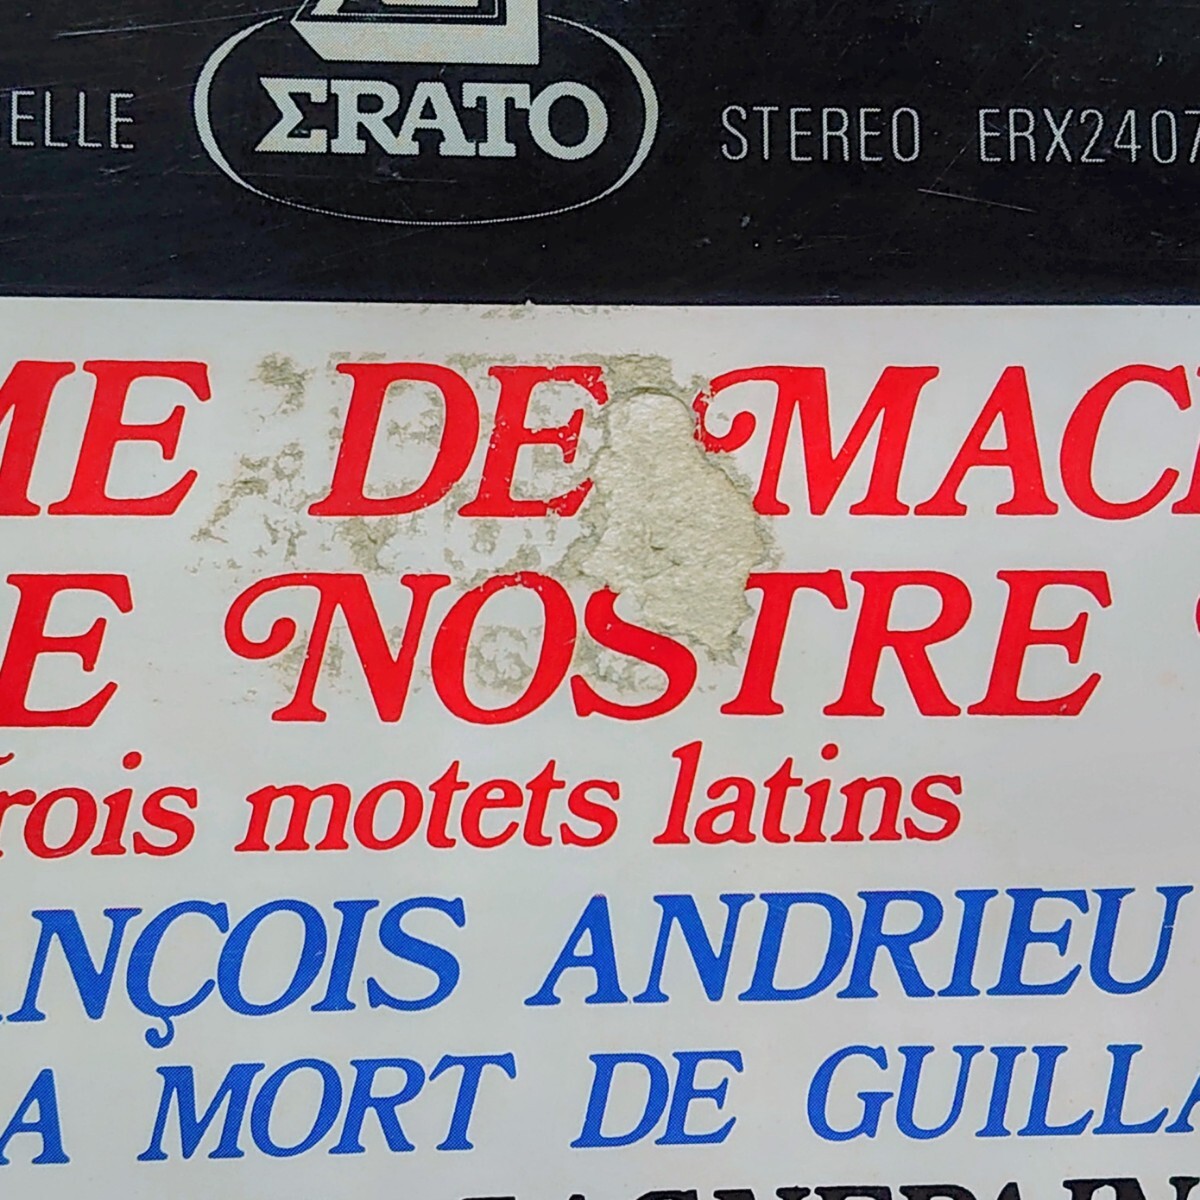 ELLE ΣRATO STEREO ERX2407
ME DE MAC
E NOSTRE
rois motets latins
NÇOIS ANDRIEU
A MORT DE GUILLA